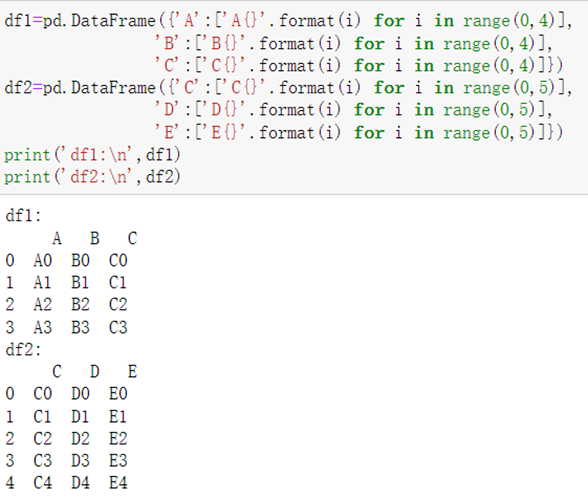 df1=pd.DataFrame({'A':['A{}'.format(i) for i in range(0,4)],
'B':['B{}'.format(i) for i in range(0,4)],
'C':['C{}'.format(i) for i in range(0,4)]})
df2=pd.DataFrame({'C':['C{}'.format(i) for i in range(0,5)],
'D':['D{}'.format(i) for i in range(0,5)],
'E':['E{}'.format(i) for i in range(0,5)]})
print('df1:\n',df1)
print('df2:\n',df2)
df1:
A B C
0 A0 B0 C0
1 A1 B1 C1
2 A2 B2 C2
3 A3 B3 C3
df2:
C D E
0 C0 D0 E0
1 C1 D1 E1
2 C2 D2 E2
3 C3 D3 E3
4 C4 D4 E4